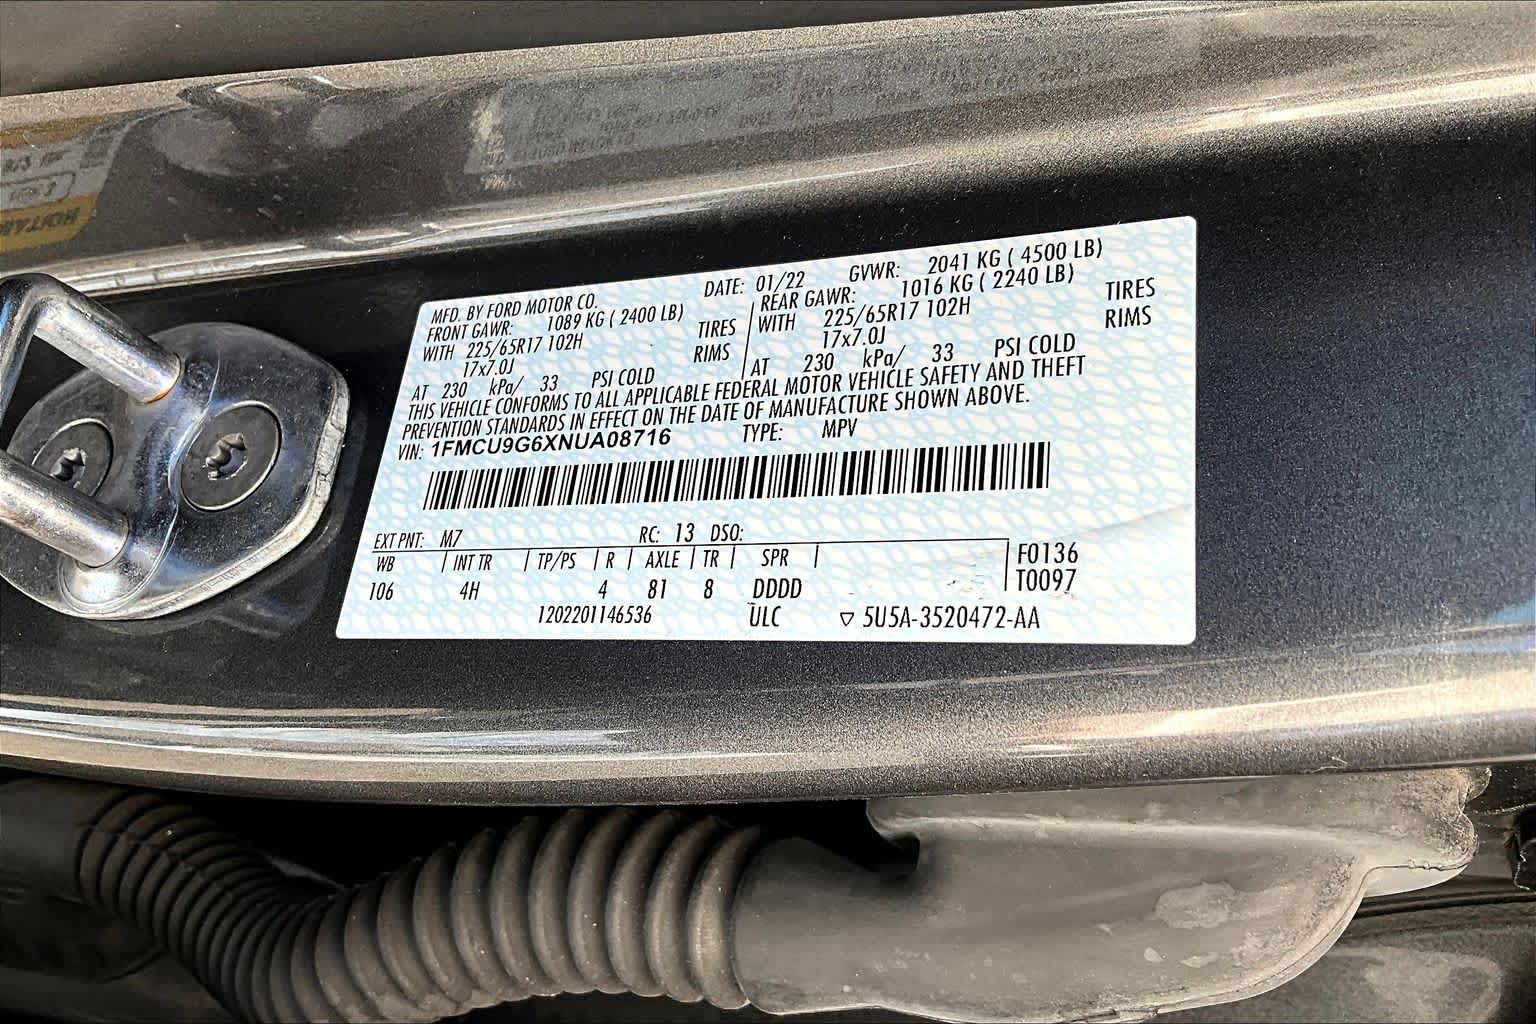 MFD. BY FORD MOTOR CO. DATE: 01/22 GVWR: 2041 KG ( 4500 LB)
FRONT GAWR: 1089 KG ( 2400 LB) REAR GAWR: 1016 KG ( 2240 LB)
WITH 225/65R17 102H TIRES WITH 225/65R17 102H TIRES
17x7.0J RIMS 17x7.0J RIMS
AT 230 kPa/ 33 PSI COLD AT 230 kPa/ 33 PSI COLD
THIS VEHICLE CONFORMS TO ALL APPLICABLE FEDERAL MOTOR VEHICLE SAFETY AND THEFT
PREVENTION STANDARDS IN EFFECT ON THE DATE OF MANUFACTURE SHOWN ABOVE.
VIN: 1FMCU9G6XNUA08716 TYPE: MPV
EXT PNT: M7 RC: 13 DSO:
WB INT TR TP/PS R AXLE TR SPR F0136
106 4H 4 81 8 DDDD T0097
1202201146536 ULC ▽ 5U5A-3520472-AA